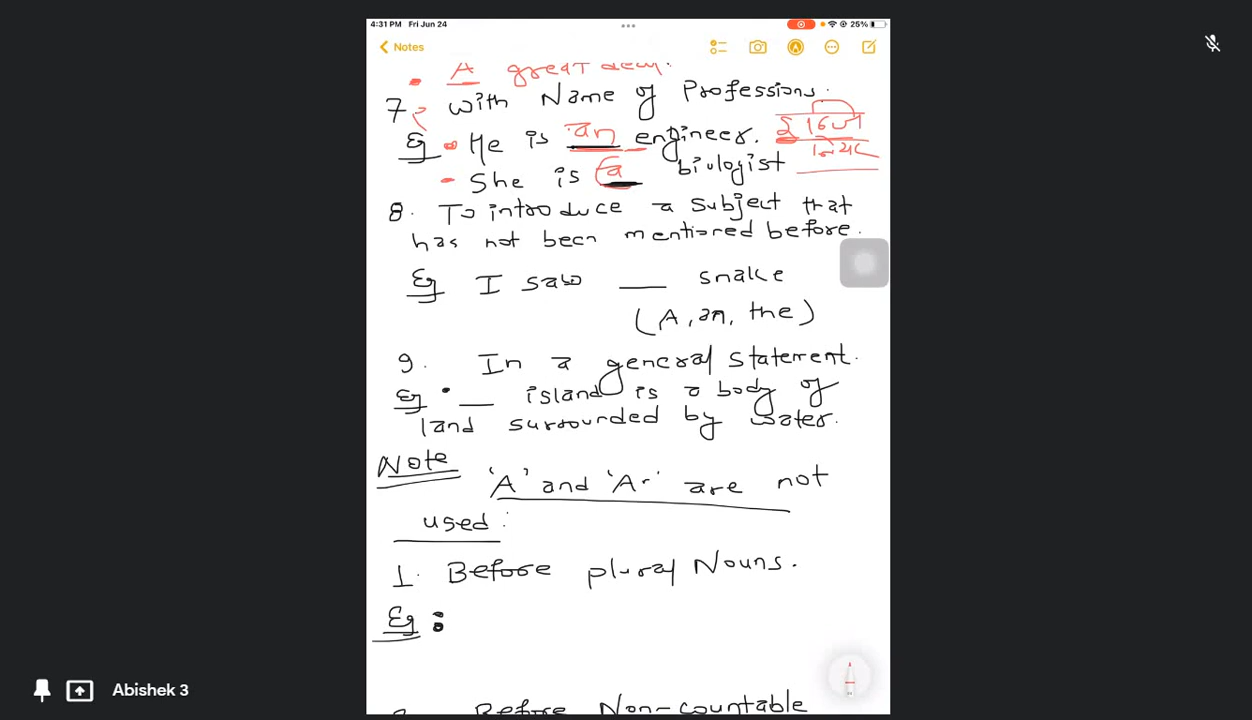 4:31 PM Fri Jun 24
25%
Notes
A great deal.
7. with Name of Professions.
Eg He is an engineer.
She is a biologist
8. To introduce a subject that
has not been mentioned before.
Eg I saw ___ snake
(A, an, the)
9. In a general statement.
Eg • ___ island is a body of
land surrounded by water.
Note
'A' and 'An' are not
used:
1. Before plural Nouns.
Eg :
Before Non-countable
Abishek 3